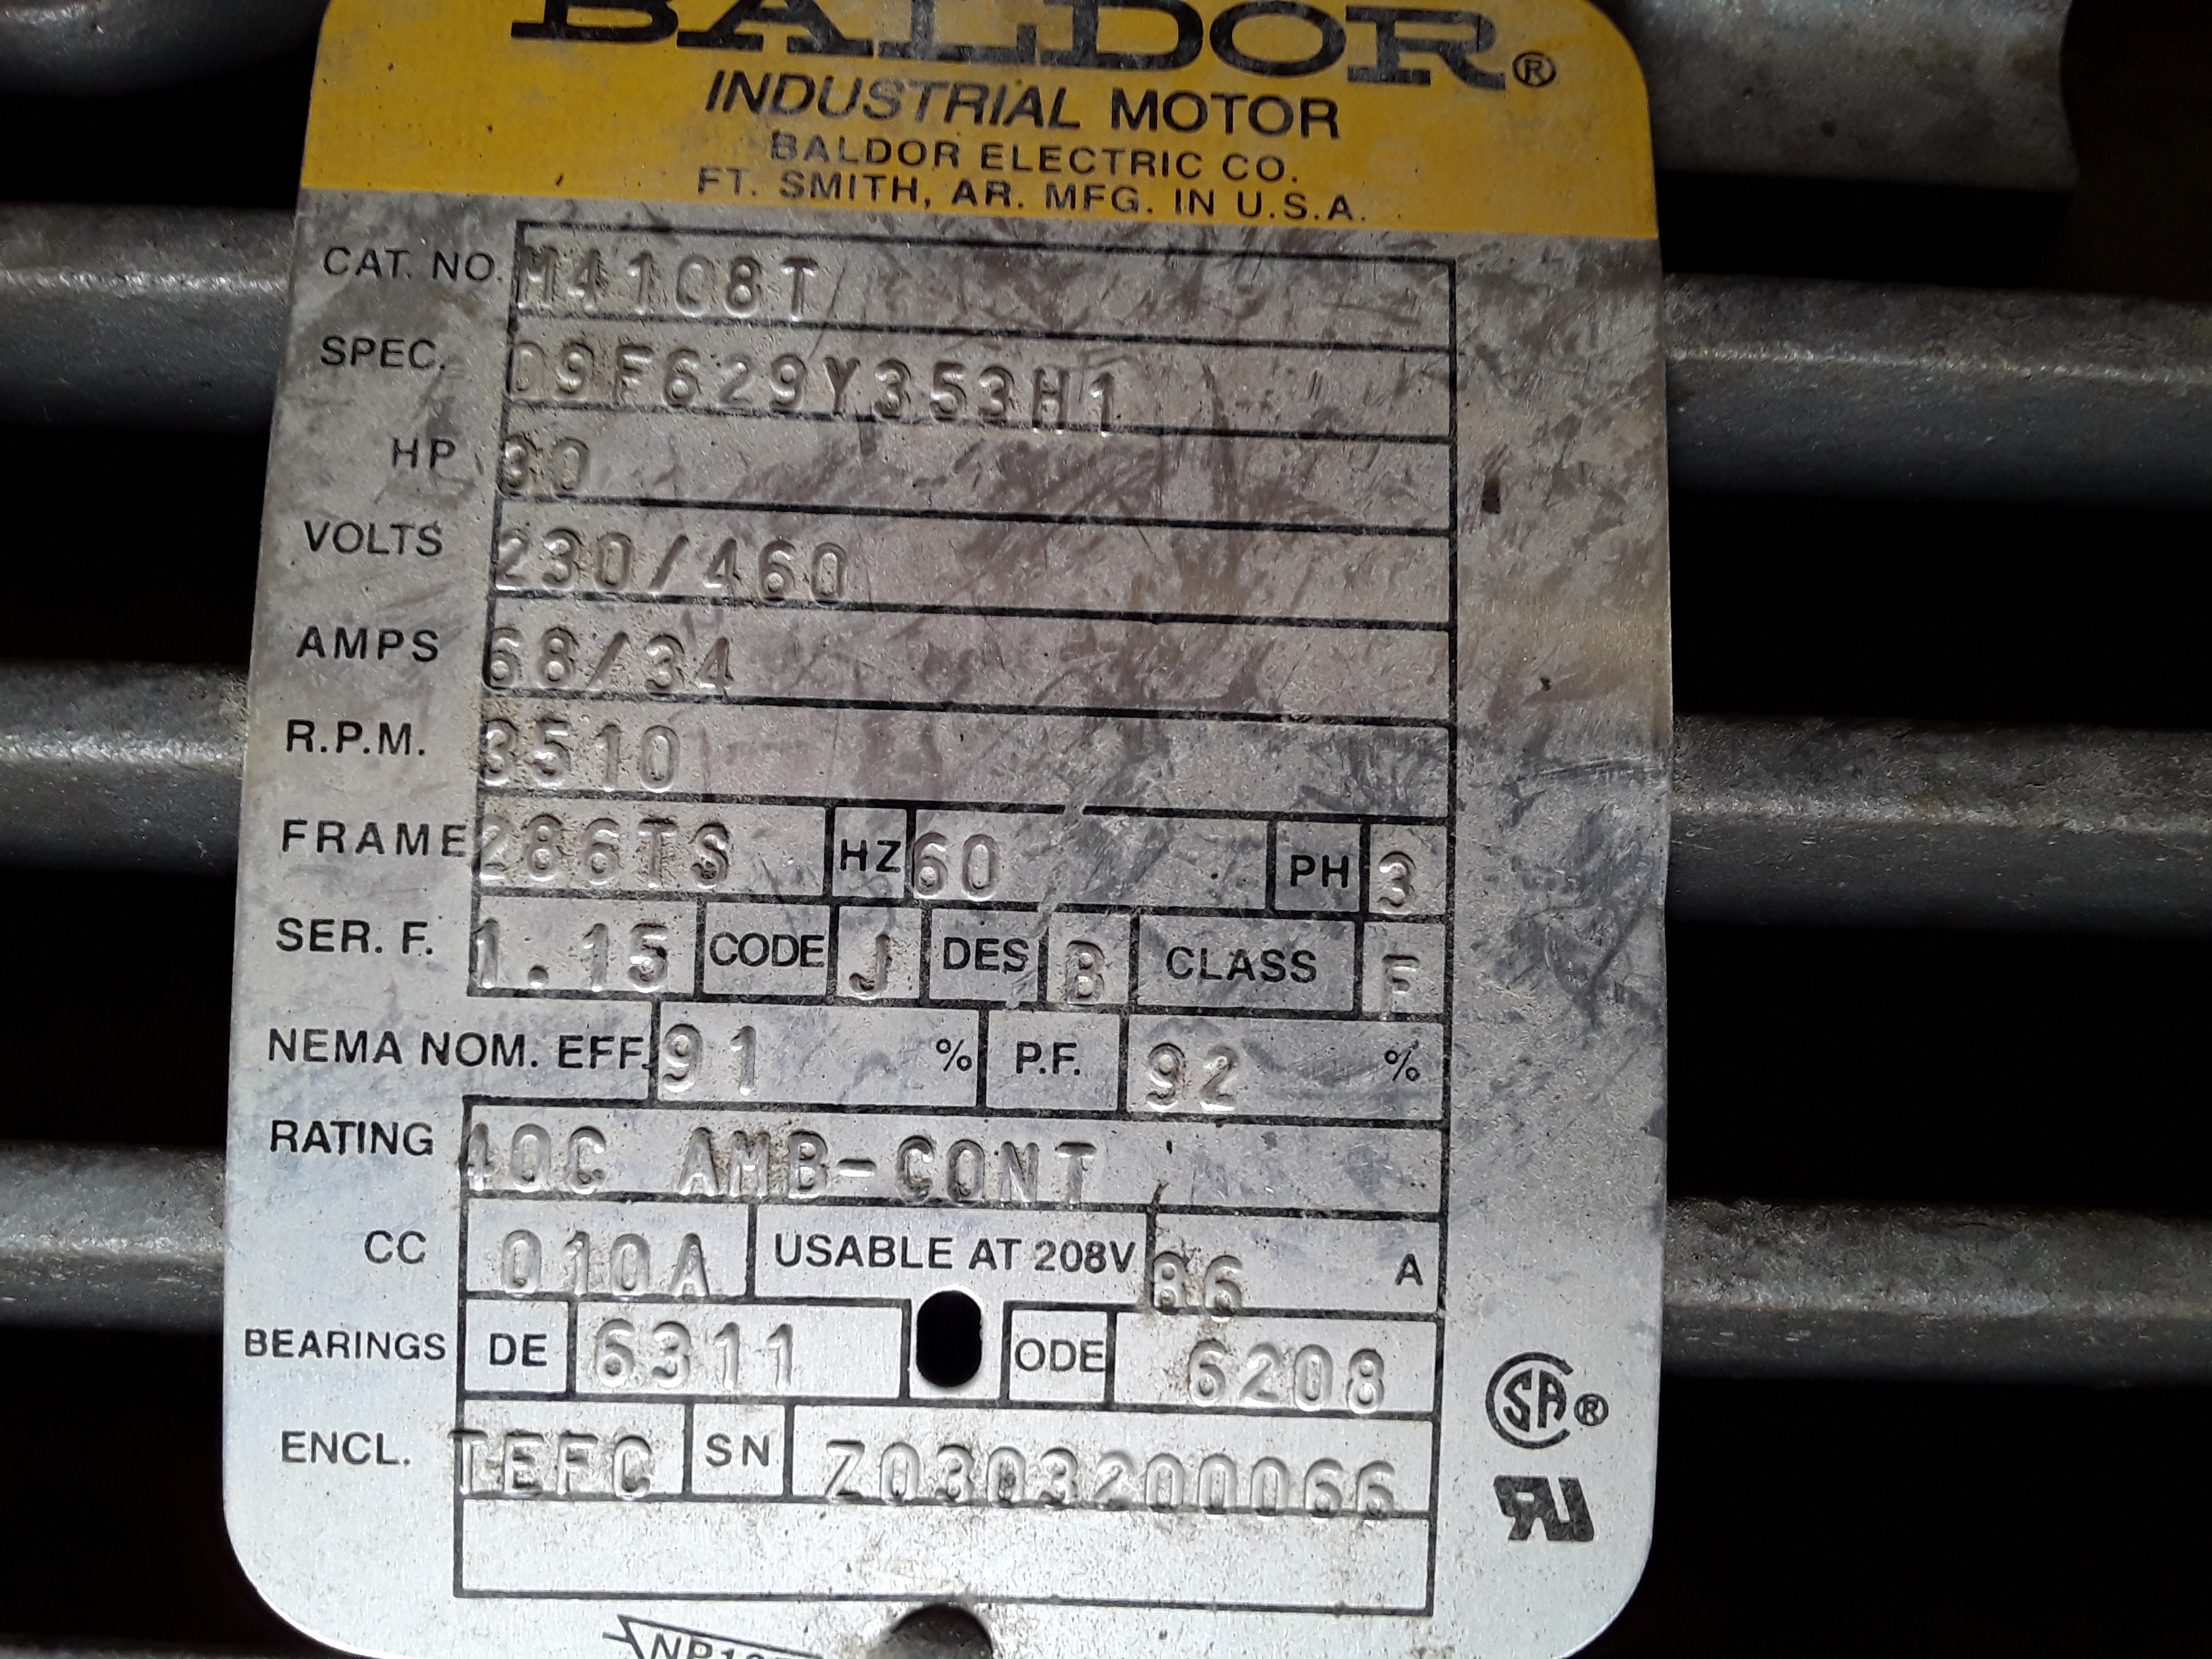 BALDOR®
INDUSTRIAL MOTOR
BALDOR ELECTRIC CO.
FT. SMITH, AR. MFG. IN U.S.A.
CAT. NO. M4108T
SPEC. 09F629Y353H1
HP 30
VOLTS 230/460
AMPS 68/34
R.P.M. 3510
FRAME 286TS HZ 60 PH 3
SER. F. 1.15 CODE J DES B CLASS F
NEMA NOM. EFF. 91 % P.F. 92 %
RATING 40C AMB-CONT
CC 010A USABLE AT 208V 86 A
BEARINGS DE 6311 ODE 6208
ENCL. TEFC SN Z0303200066
SA®